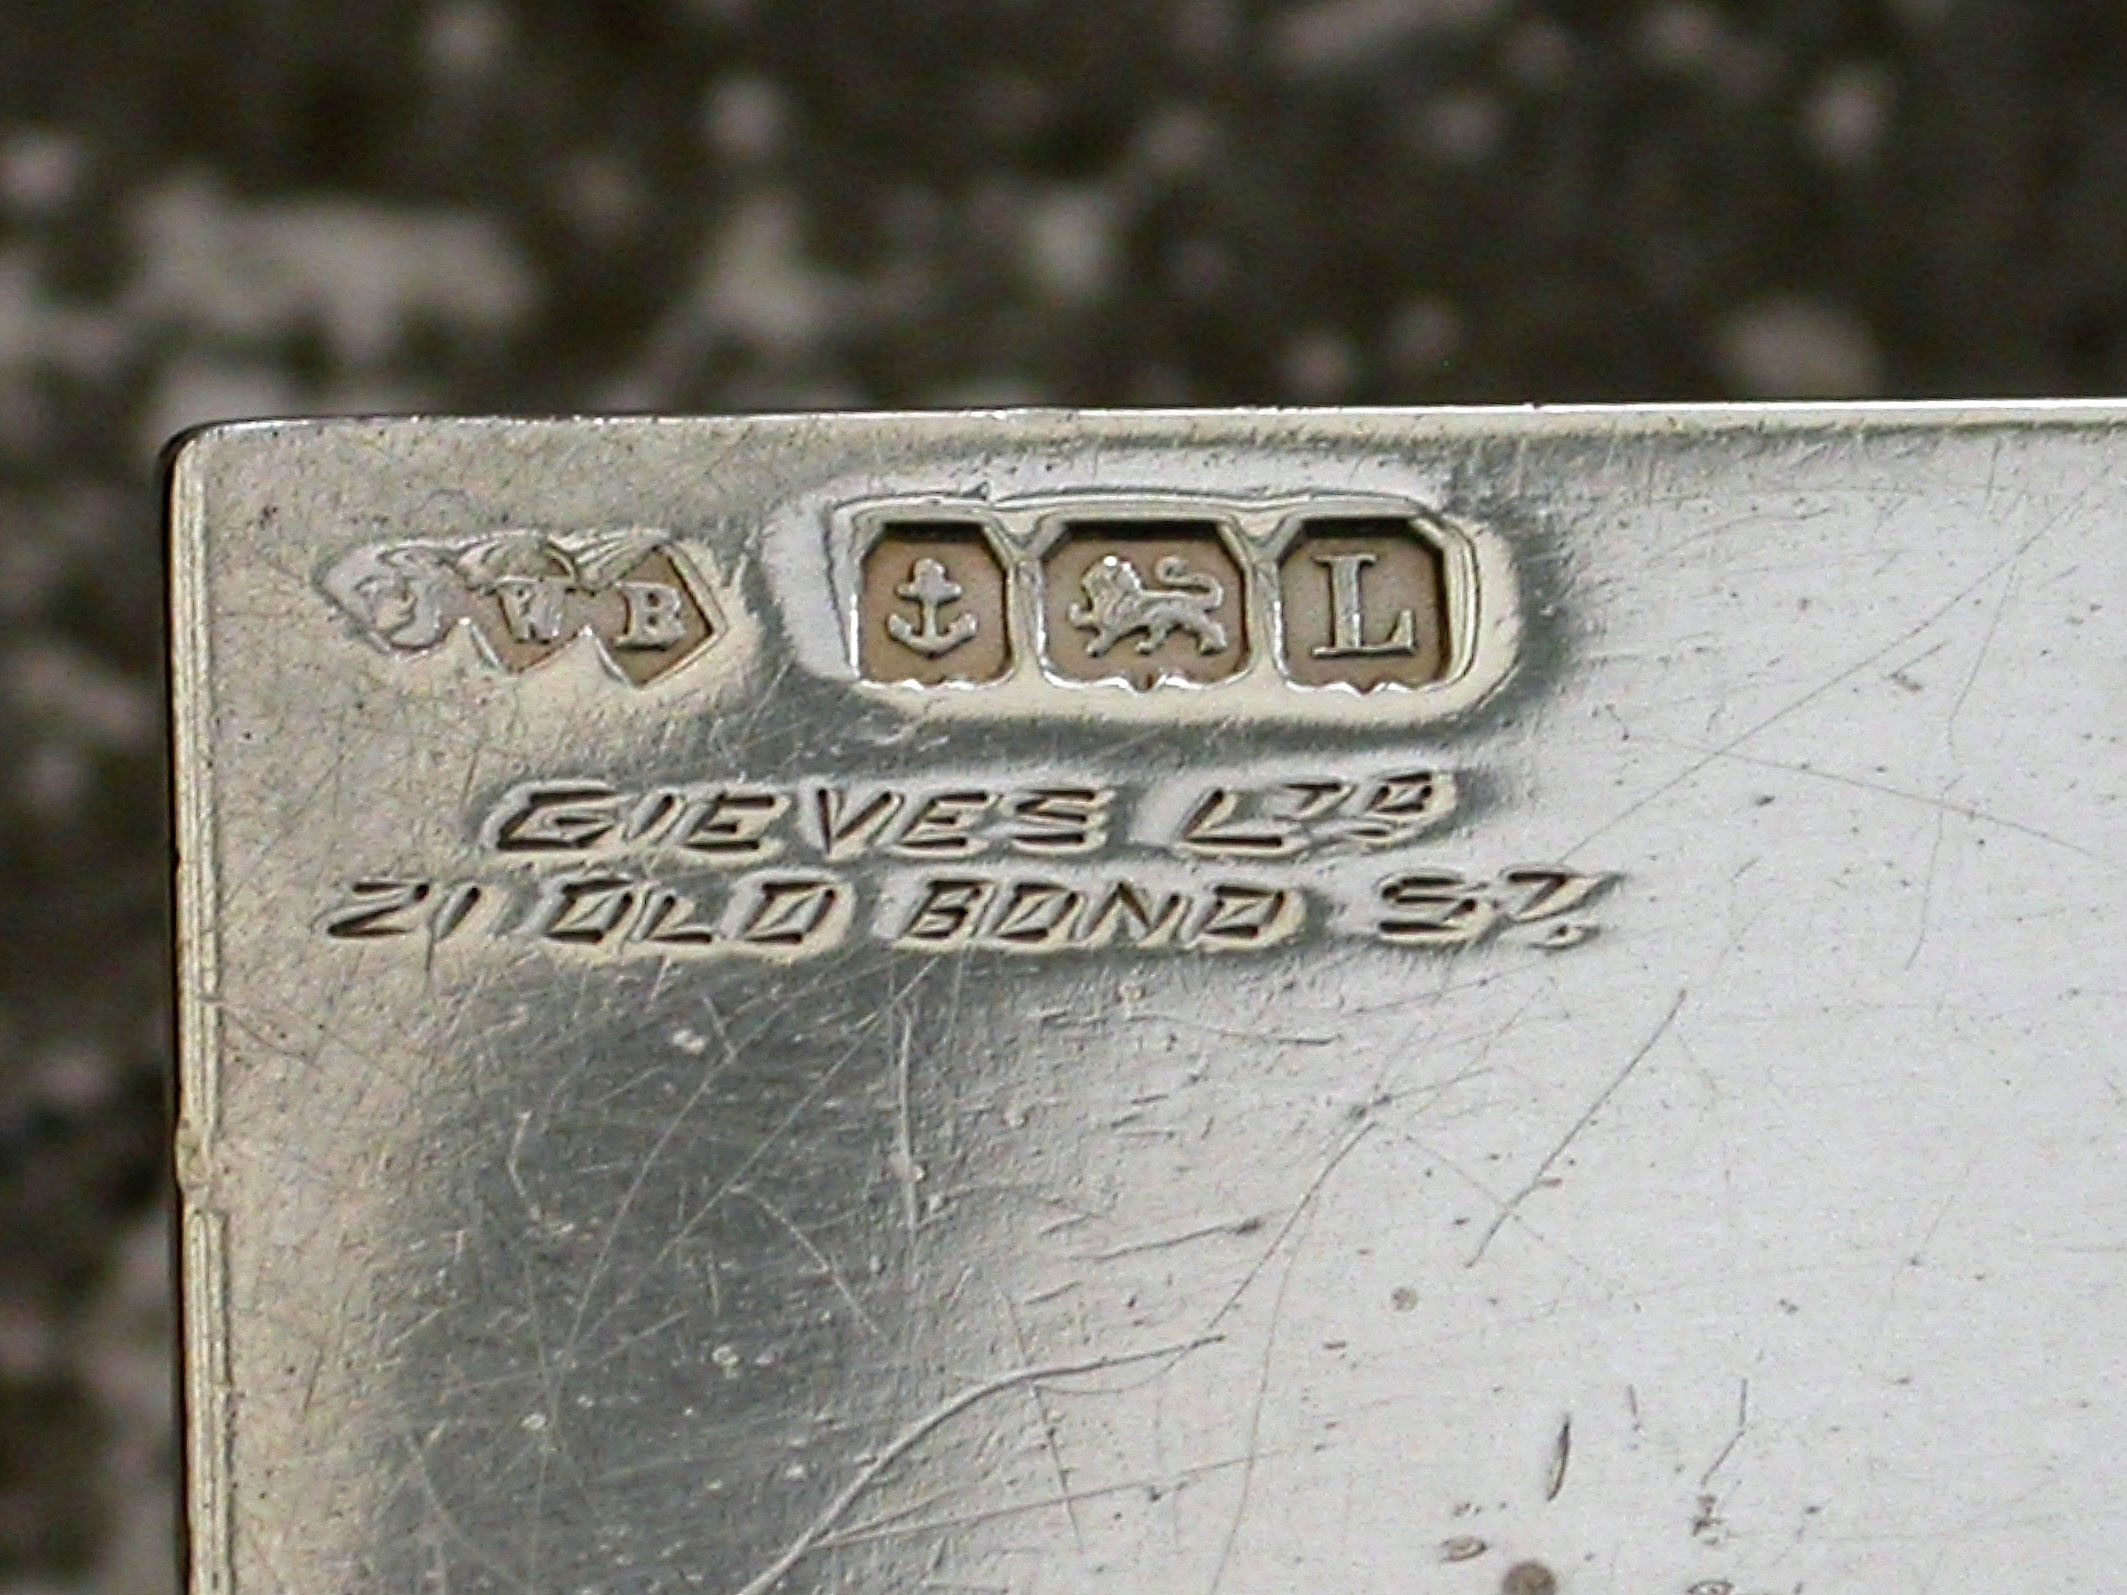 W B L
GIEVES LTD
21 OLD BOND ST.